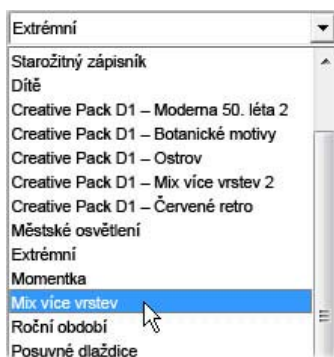 Extrémní
Starožitný zápisník
Dítě
Creative Pack D1 – Moderna 50. léta 2
Creative Pack D1 – Botanické motivy
Creative Pack D1 – Ostrov
Creative Pack D1 – Mix více vrstev 2
Creative Pack D1 – Červené retro
Městské osvětlení
Extrémní
Momentka
Mix více vrstev
Roční období
Posuvné dlaždice